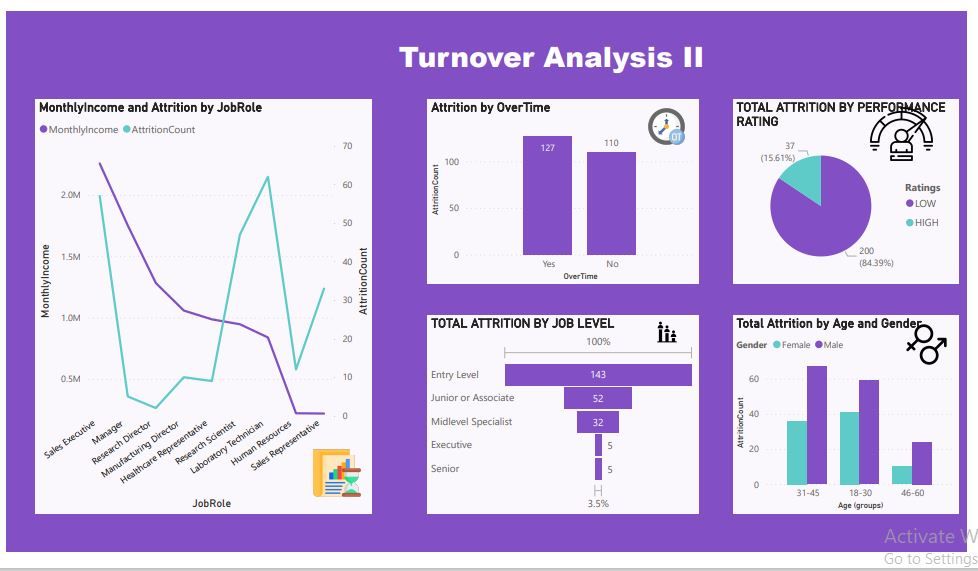 Turnover Analysis II
MonthlyIncome and Attrition by JobRole
MonthlyIncome AttritionCount
70
60
50
40
30
20
10
0
2.0M
1.5M
1.0M
0.5M
MonthlyIncome
AttritionCount
Sales Executive
Manager
Research Director
Manufacturing Director
Healthcare Representative
Research Scientist
Laboratory Technician
Human Resources
Sales Representative
JobRole
Attrition by OverTime
OT
127
110
100
50
0
AttritionCount
Yes No
OverTime
TOTAL ATTRITION BY PERFORMANCE
RATING
37
(15.61%)
200
(84.39%)
Ratings
LOW
HIGH
TOTAL ATTRITION BY JOB LEVEL
100%
Entry Level 143
Junior or Associate 52
Midlevel Specialist 32
Executive 5
Senior 5
3.5%
Total Attrition by Age and Gender
Gender Female Male
60
40
20
0
AttritionCount
31-45 18-30 46-60
Age (groups)
Activate W
Go to Settings